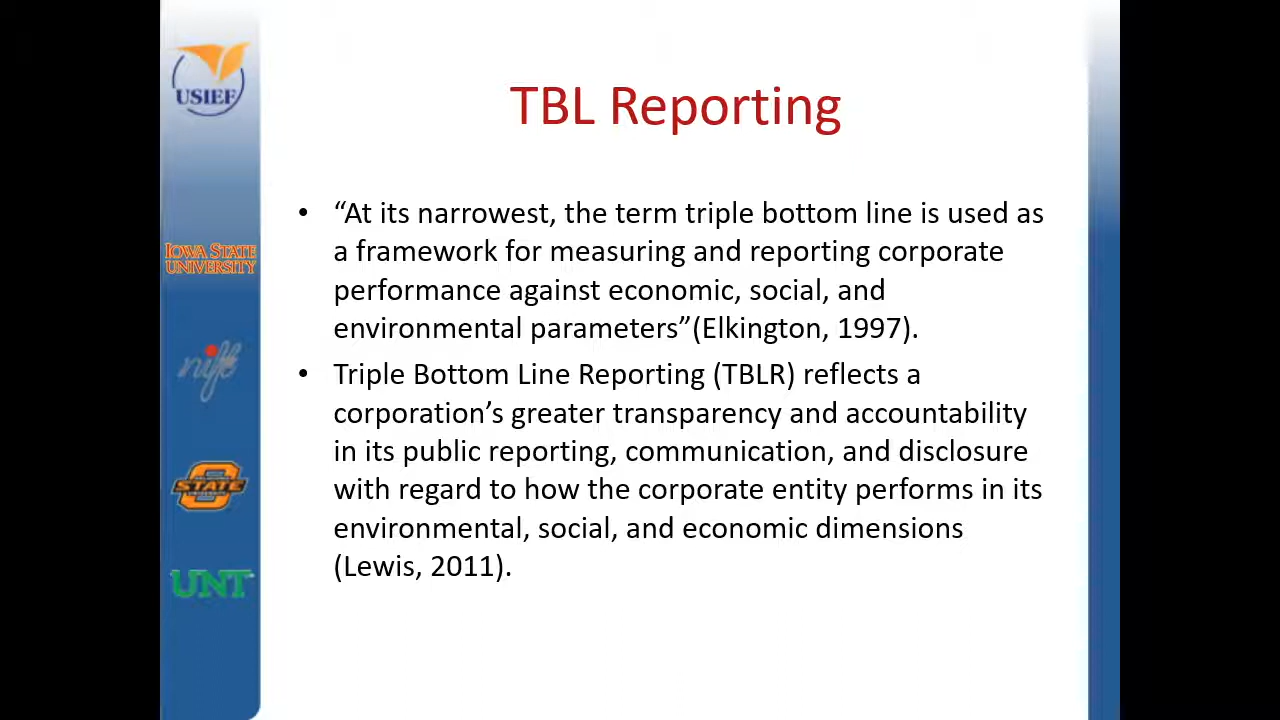 USIEF
TBL Reporting
• “At its narrowest, the term triple bottom line is used as
a framework for measuring and reporting corporate
performance against economic, social, and
environmental parameters”(Elkington, 1997).
• Triple Bottom Line Reporting (TBLR) reflects a
corporation’s greater transparency and accountability
in its public reporting, communication, and disclosure
with regard to how the corporate entity performs in its
environmental, social, and economic dimensions
(Lewis, 2011).
IOWA STATE
UNIVERSITY
nift
STATE
UNT